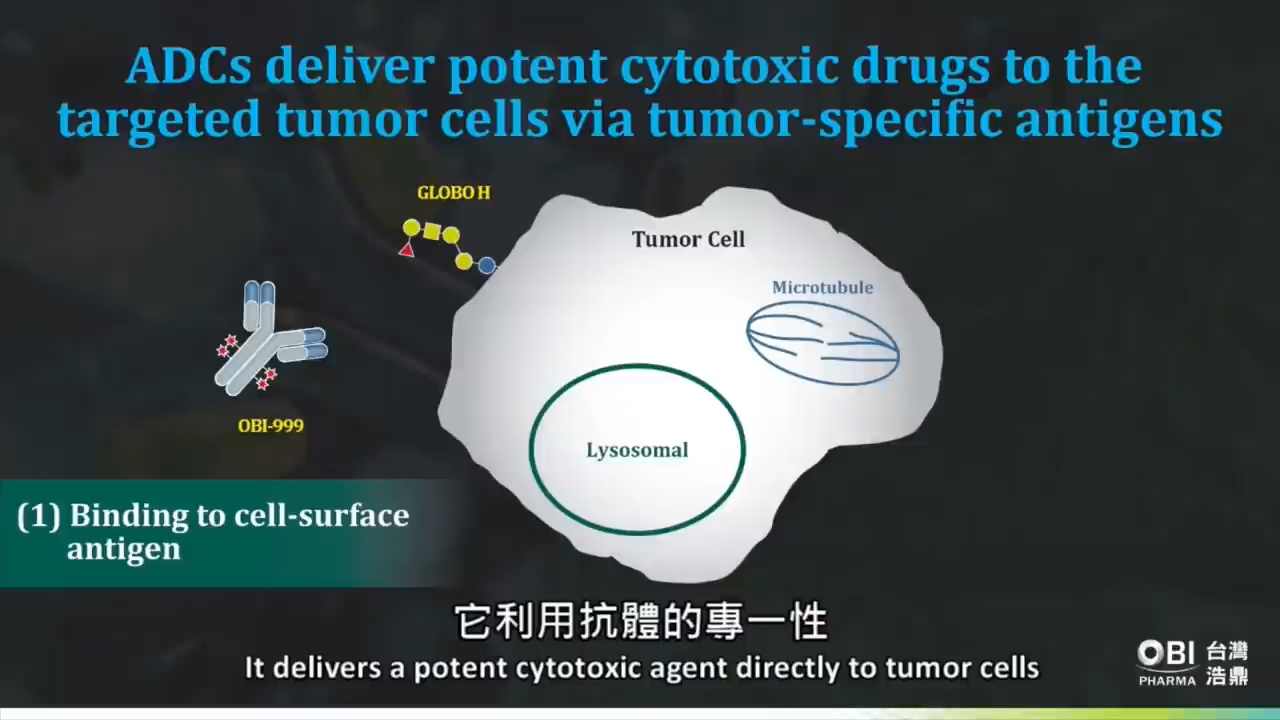 ADCs deliver potent cytotoxic drugs to the
targeted tumor cells via tumor-specific antigens
GLOBO H
Tumor Cell
Microtubule
Lysosomal
OBI-999
(1) Binding to cell-surface
antigen
它利用抗體的專一性
It delivers a potent cytotoxic agent directly to tumor cells
OBI 台灣
PHARMA 浩鼎